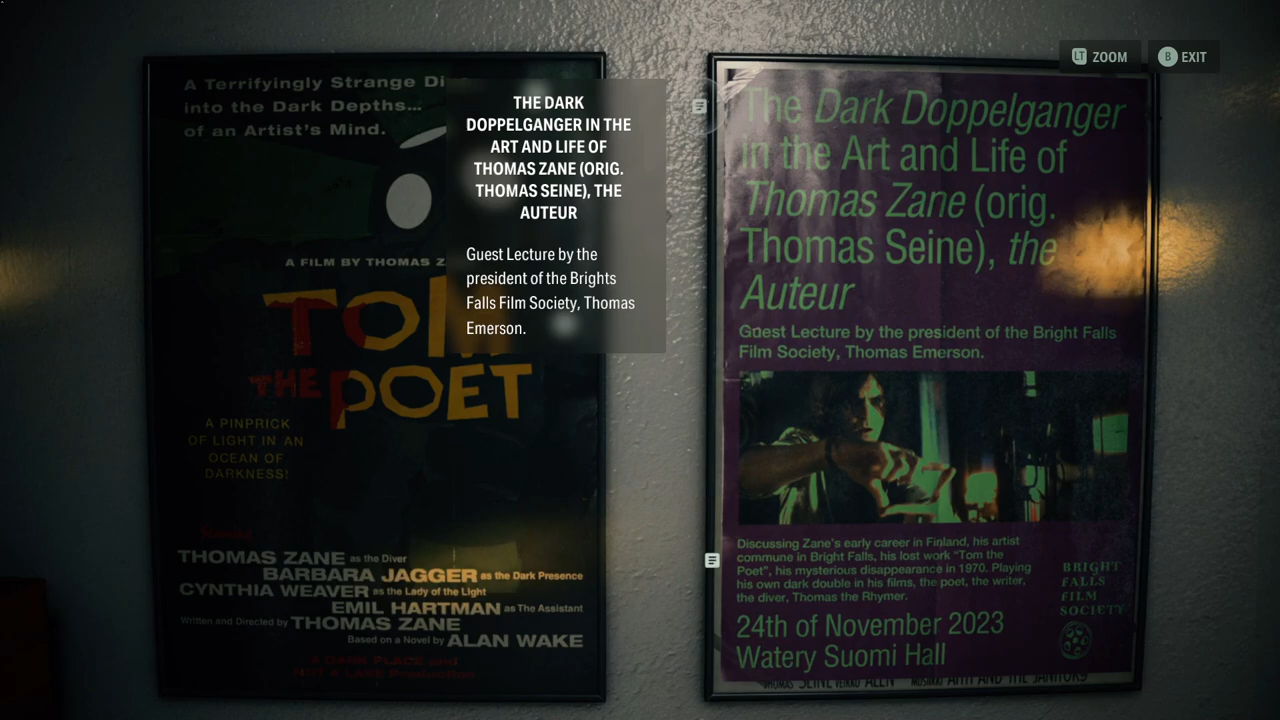 LT ZOOM
B EXIT
A Terrifyingly Strange Di
into the Dark Depths...
of an Artist's Mind.
A FILM BY THOMAS Z
TOM
THE POET
A PINPRICK
OF LIGHT IN AN
OCEAN OF
DARKNESS!
THOMAS ZANE as the Diver
BARBARA JAGGER as the Dark Presence
CYNTHIA WEAVER as the Lady of the Light
EMIL HARTMAN as The Assistant
Written and Directed by THOMAS ZANE
Based on a Novel by ALAN WAKE
A DARK PLACE and
NOT A LAKE Production
THE DARK
DOPPELGANGER IN THE
ART AND LIFE OF
THOMAS ZANE (ORIG.
THOMAS SEINE), THE
AUTEUR
Guest Lecture by the
president of the Brights
Falls Film Society, Thomas
Emerson.
The Dark Doppelganger
in the Art and Life of
Thomas Zane (orig.
Thomas Seine), the
Auteur
Guest Lecture by the president of the Bright Falls
Film Society, Thomas Emerson.
Discussing Zane's early career in Finland, his artist
commune in Bright Falls, his lost work "Tom the
Poet", his mysterious disappearance in 1970. Playing
his own dark double in his films, the poet, the writer,
the diver, Thomas the Rhymer.
BRIGHT
FALLS
FILM
SOCIETY
24th of November 2023
Watery Suomi Hall